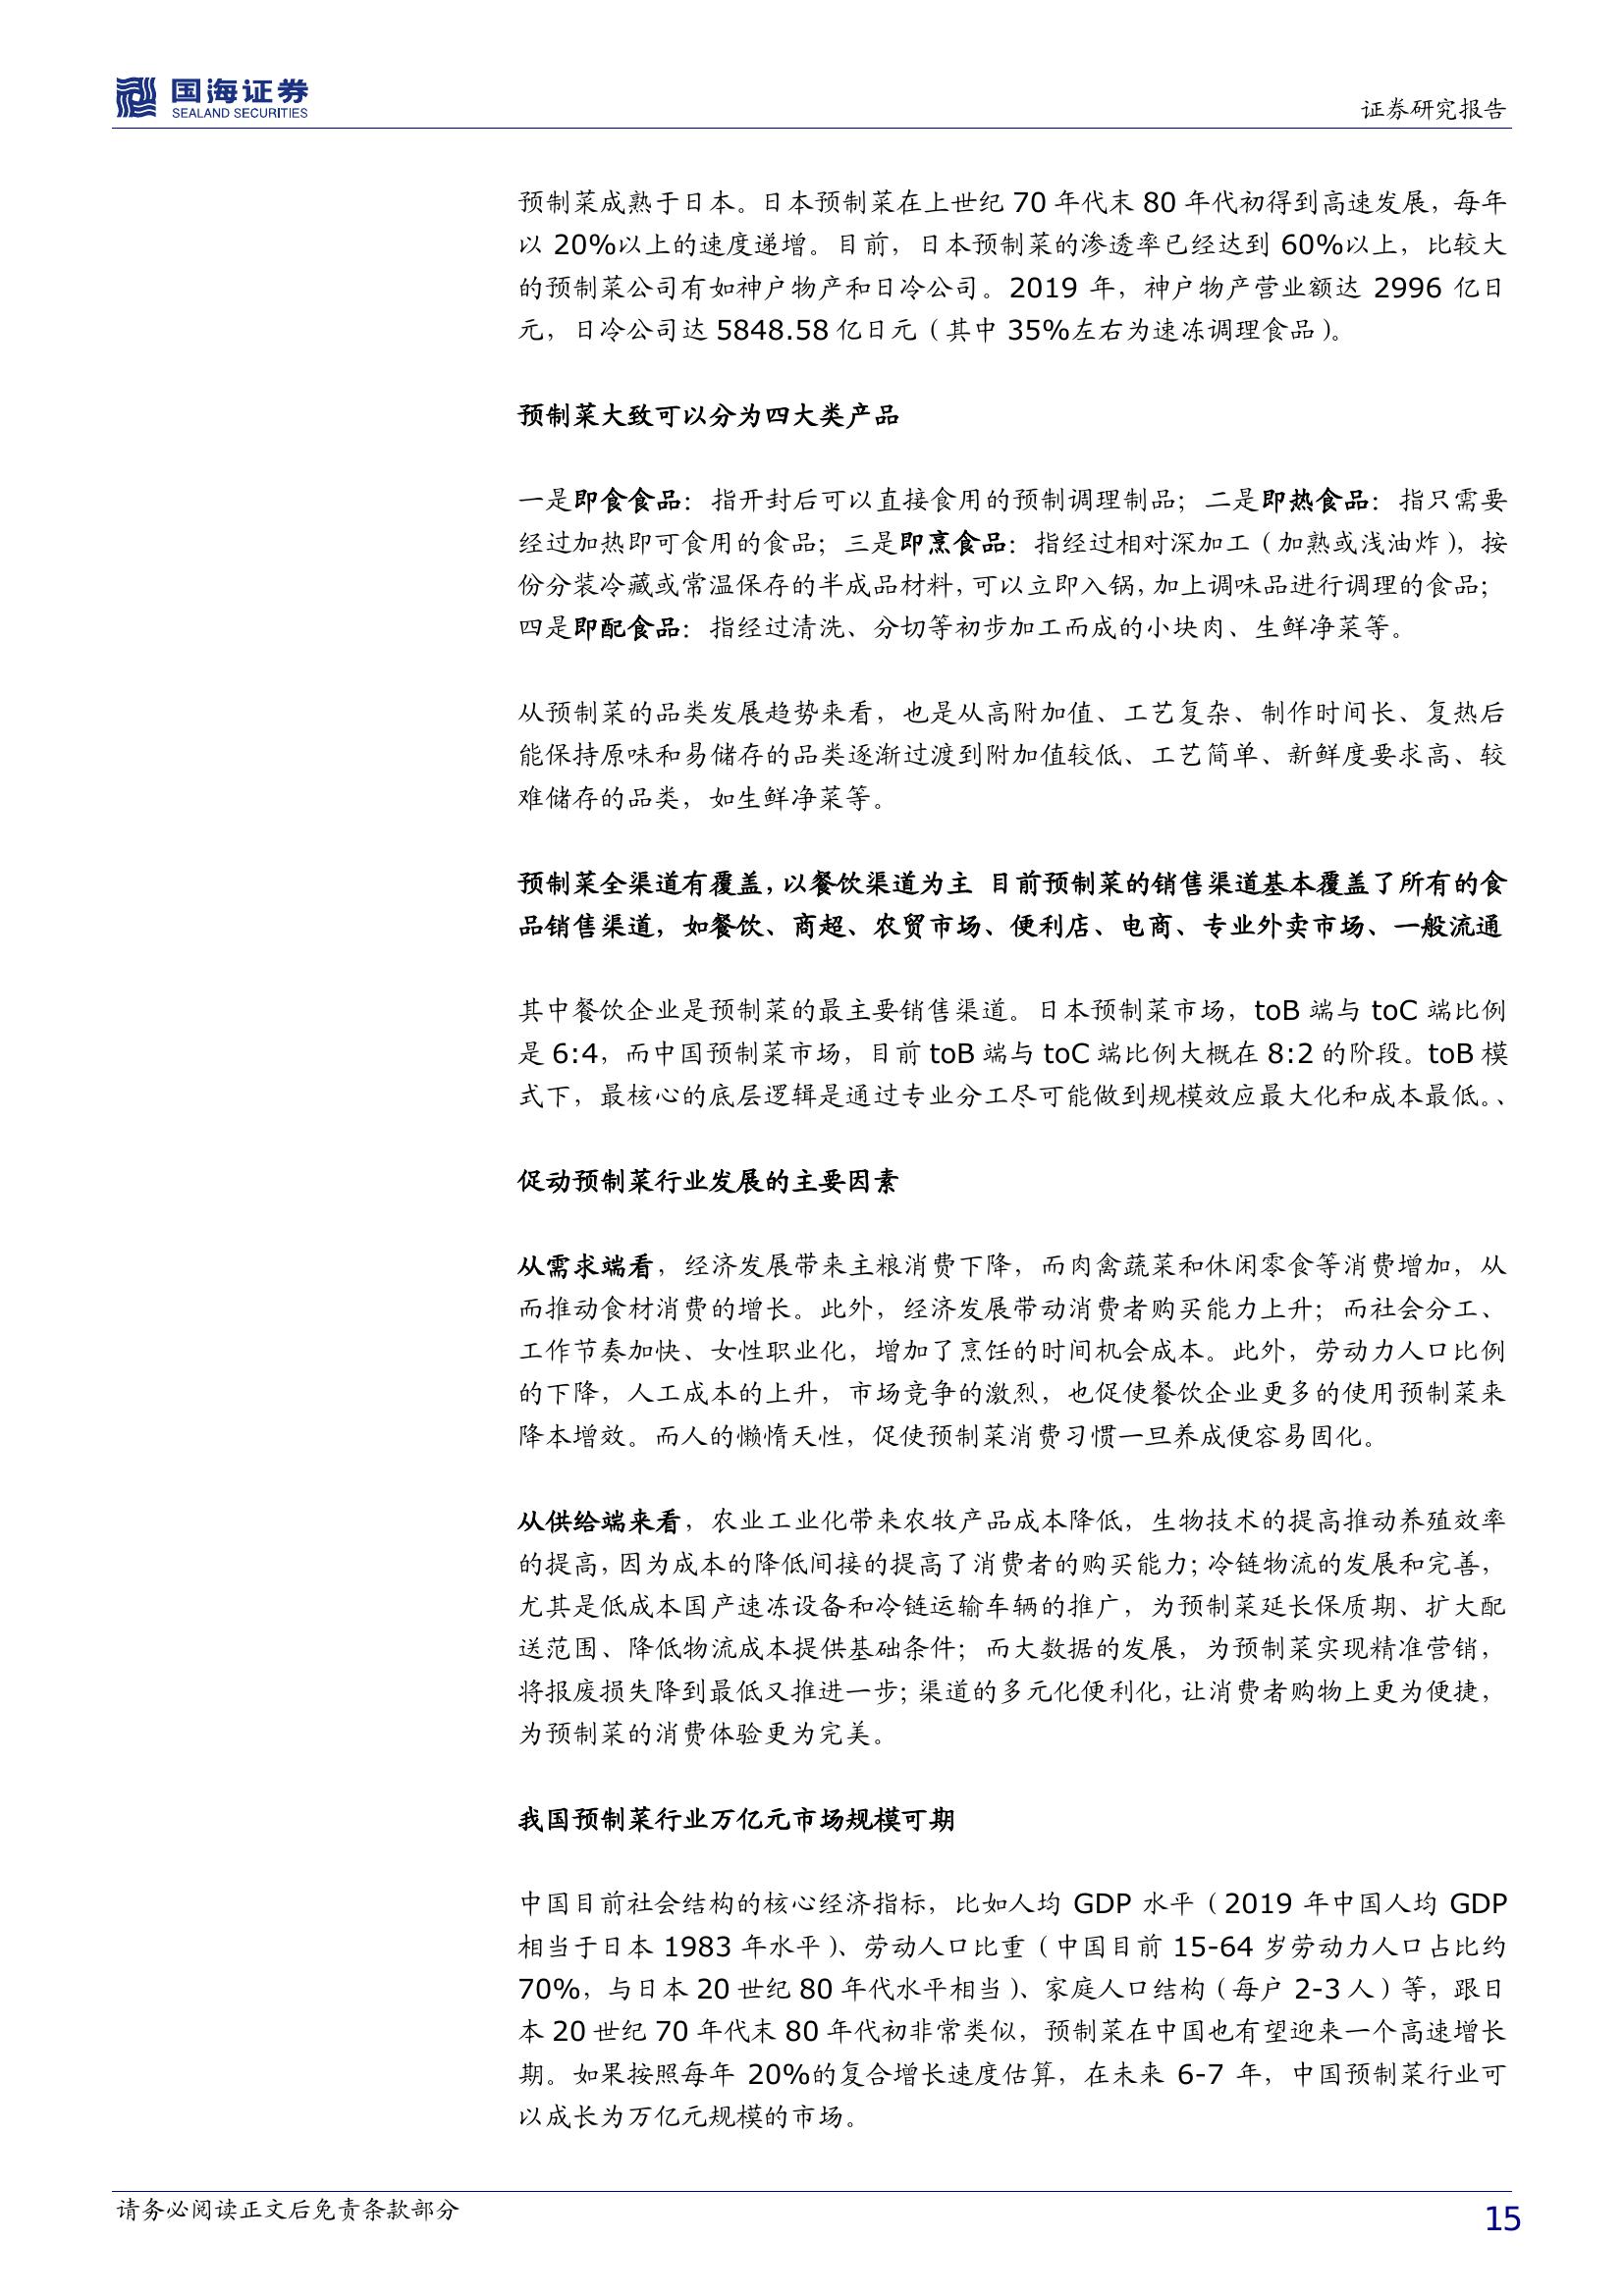 国海证券
SEALAND SECURITIES
证券研究报告
预制菜成熟于日本。日本预制菜在上世纪 70 年代末 80 年代初得到高速发展，每年
以 20%以上的速度递增。目前，日本预制菜的渗透率已经达到 60%以上，比较大
的预制菜公司有如神户物产和日冷公司。2019 年，神户物产营业额达 2996 亿日
元，日冷公司达 5848.58 亿日元（其中 35%左右为速冻调理食品）。
预制菜大致可以分为四大类产品
一是即食食品：指开封后可以直接食用的预制调理制品；二是即热食品：指只需要
经过加热即可食用的食品；三是即烹食品：指经过相对深加工（加熟或浅油炸），按
份分装冷藏或常温保存的半成品材料，可以立即入锅，加上调味品进行调理的食品；
四是即配食品：指经过清洗、分切等初步加工而成的小块肉、生鲜净菜等。
从预制菜的品类发展趋势来看，也是从高附加值、工艺复杂、制作时间长、复热后
能保持原味和易储存的品类逐渐过渡到附加值较低、工艺简单、新鲜度要求高、较
难储存的品类，如生鲜净菜等。
预制菜全渠道有覆盖，以餐饮渠道为主 目前预制菜的销售渠道基本覆盖了所有的食
品销售渠道，如餐饮、商超、农贸市场、便利店、电商、专业外卖市场、一般流通
其中餐饮企业是预制菜的最主要销售渠道。日本预制菜市场，toB 端与 toC 端比例
是 6:4，而中国预制菜市场，目前 toB 端与 toC 端比例大概在 8:2 的阶段。toB 模
式下，最核心的底层逻辑是通过专业分工尽可能做到规模效应最大化和成本最低。、
促动预制菜行业发展的主要因素
从需求端看，经济发展带来主粮消费下降，而肉禽蔬菜和休闲零食等消费增加，从
而推动食材消费的增长。此外，经济发展带动消费者购买能力上升；而社会分工、
工作节奏加快、女性职业化，增加了烹饪的时间机会成本。此外，劳动力人口比例
的下降，人工成本的上升，市场竞争的激烈，也促使餐饮企业更多的使用预制菜来
降本增效。而人的懒惰天性，促使预制菜消费习惯一旦养成便容易固化。
从供给端来看，农业工业化带来农牧产品成本降低，生物技术的提高推动养殖效率
的提高，因为成本的降低间接的提高了消费者的购买能力；冷链物流的发展和完善，
尤其是低成本国产速冻设备和冷链运输车辆的推广，为预制菜延长保质期、扩大配
送范围、降低物流成本提供基础条件；而大数据的发展，为预制菜实现精准营销，
将报废损失降到最低又推进一步；渠道的多元化便利化，让消费者购物上更为便捷，
为预制菜的消费体验更为完美。
我国预制菜行业万亿元市场规模可期
中国目前社会结构的核心经济指标，比如人均 GDP 水平（2019 年中国人均 GDP
相当于日本 1983 年水平）、劳动人口比重（中国目前 15-64 岁劳动力人口占比约
70%，与日本 20 世纪 80 年代水平相当）、家庭人口结构（每户 2-3 人）等，跟日
本 20 世纪 70 年代末 80 年代初非常类似，预制菜在中国也有望迎来一个高速增长
期。如果按照每年 20%的复合增长速度估算，在未来 6-7 年，中国预制菜行业可
以成长为万亿元规模的市场。
请务必阅读正文后免责条款部分
15